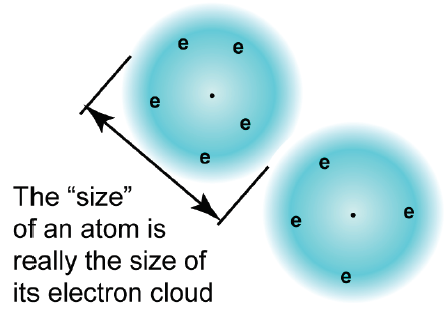 e e
e e
e
e
e e
e
The “size”
of an atom is
really the size of
its electron cloud